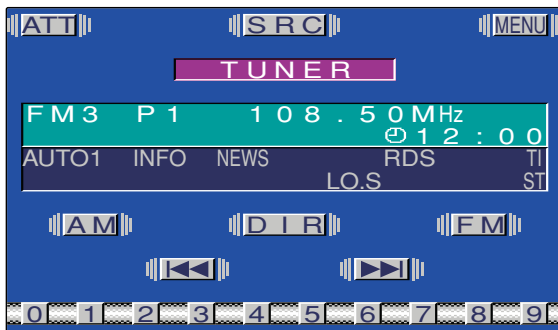 ATT SRC MENU
TUNER
FM3 P1 108.50MHz
12:00
AUTO1 INFO NEWS RDS TI
LO.S ST
AM DIR FM
0 1 2 3 4 5 6 7 8 9